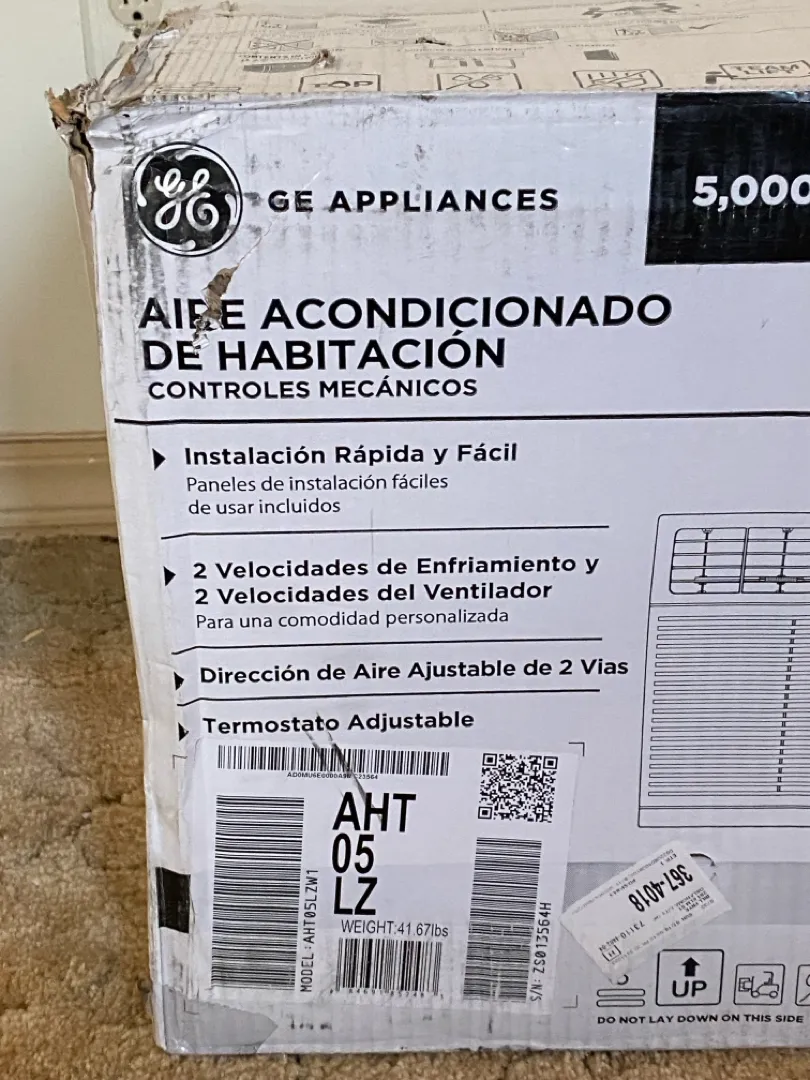 TOP
GE APPLIANCES
5,000
AIRE ACONDICIONADO
DE HABITACIÓN
CONTROLES MECÁNICOS
Instalación Rápida y Fácil
Paneles de instalación fáciles
de usar incluidos
2 Velocidades de Enfriamiento y
2 Velocidades del Ventilador
Para una comodidad personalizada
Dirección de Aire Ajustable de 2 Vias
Termostato Adjustable
AHT
05
LZ
WEIGHT:41.67lbs
MODEL:AHT05LZW1
S/N: ZS013564H
367-4018
UP
DO NOT LAY DOWN ON THIS SIDE